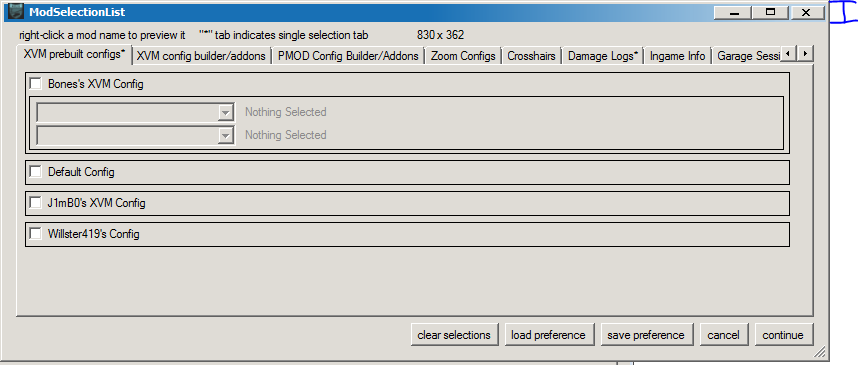 ModSelectionList
right-click a mod name to preview it "*" tab indicates single selection tab 830 x 362
XVM prebuilt configs* XVM config builder/addons PMOD Config Builder/Addons Zoom Configs Crosshairs Damage Logs* Ingame Info Garage Sessi
Bones's XVM Config
Nothing Selected
Nothing Selected
Default Config
J1mB0's XVM Config
Willster419's Config
clear selections load preference save preference cancel continue